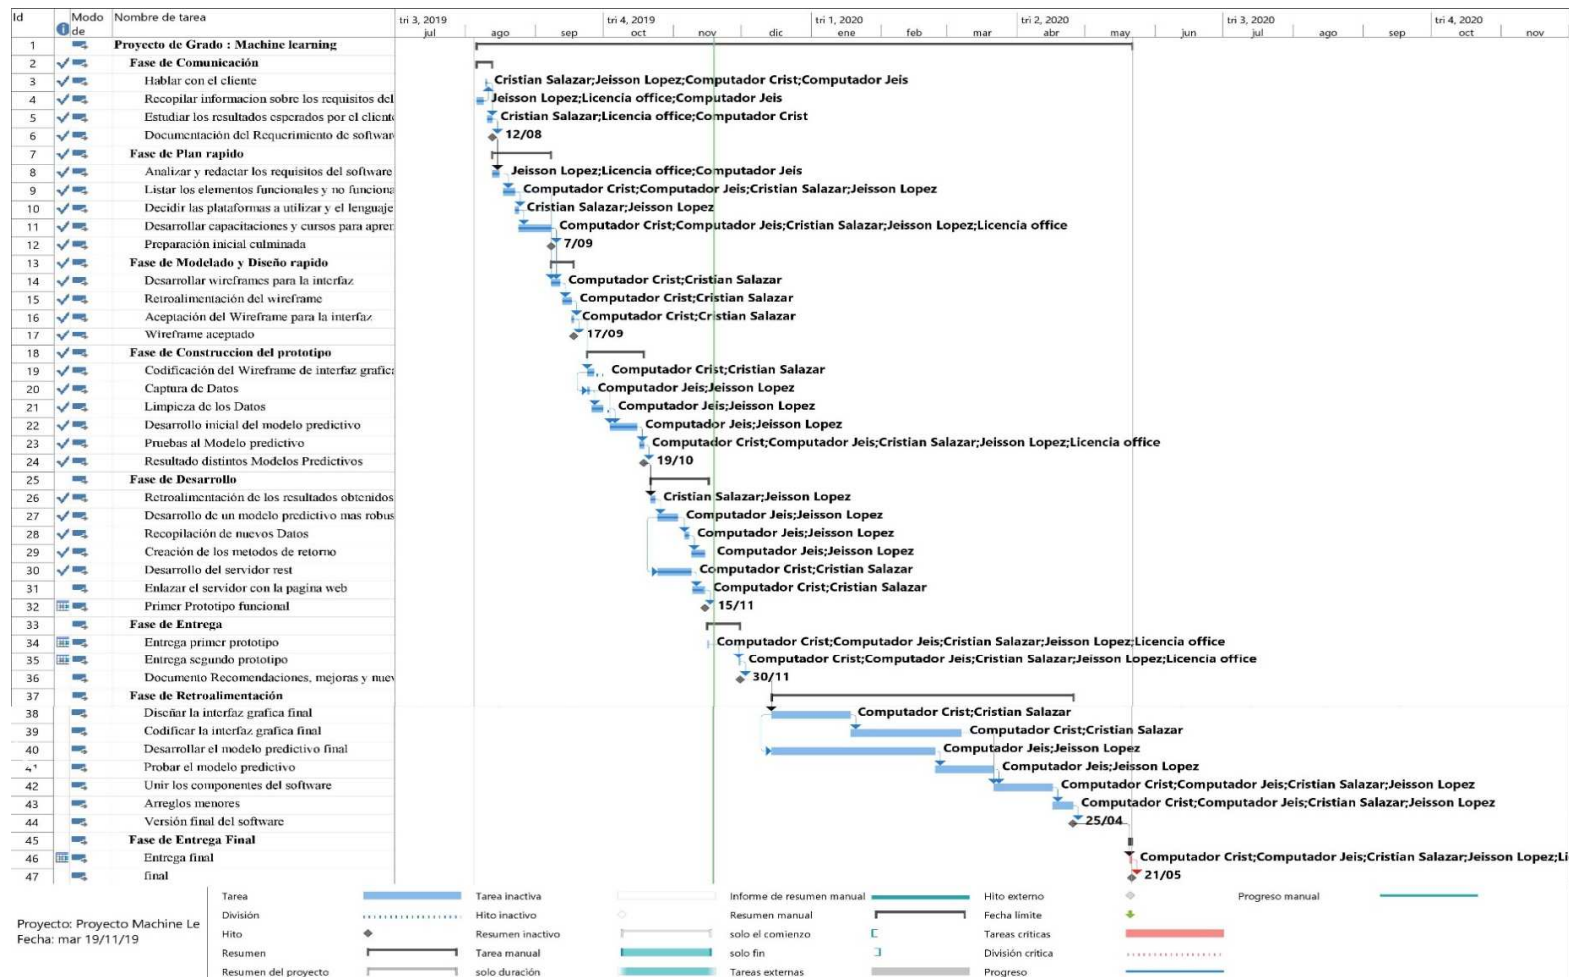 Id Modo de Nombre de tarea tri 3, 2019 tri 4, 2019 tri 1, 2020 tri 2, 2020 tri 3, 2020 tri 4, 2020
jul ago sep oct nov dic ene feb mar abr may jun jul ago sep oct nov
1 Proyecto de Grado : Machine learning
2 Fase de Comunicación
3 Hablar con el cliente Cristian Salazar;Jeisson Lopez;Computador Crist;Computador Jeis
4 Recopilar informacion sobre los requisitos del Jeisson Lopez;Licencia office;Computador Jeis
5 Estudiar los resultados esperados por el cliente Cristian Salazar;Licencia office;Computador Crist
6 Documentación del Requerimiento de softwar 12/08
7 Fase de Plan rapido
8 Analizar y redactar los requisitos del software Jeisson Lopez;Licencia office;Computador Jeis
9 Listar los elementos funcionales y no funciona Computador Crist;Computador Jeis;Cristian Salazar;Jeisson Lopez
10 Decidir las plataformas a utilizar y el lenguaje Cristian Salazar;Jeisson Lopez
11 Desarrollar capacitaciones y cursos para apren Computador Crist;Computador Jeis;Cristian Salazar;Jeisson Lopez;Licencia office
12 Preparación inicial culminada 7/09
13 Fase de Modelado y Diseño rapido
14 Desarrollar wireframes para la interfaz Computador Crist;Cristian Salazar
15 Retroalimentación del wireframe Computador Crist;Cristian Salazar
16 Aceptación del Wireframe para la interfaz Computador Crist;Cristian Salazar
17 Wireframe aceptado 17/09
18 Fase de Construccion del prototipo
19 Codificación del Wireframe de interfaz grafica Computador Crist;Cristian Salazar
20 Captura de Datos Computador Jeis;Jeisson Lopez
21 Limpieza de los Datos Computador Jeis;Jeisson Lopez
22 Desarrollo inicial del modelo predictivo Computador Jeis;Jeisson Lopez
23 Pruebas al Modelo predictivo Computador Crist;Computador Jeis;Cristian Salazar;Jeisson Lopez;Licencia office
24 Resultado distintos Modelos Predictivos 19/10
25 Fase de Desarrollo
26 Retroalimentación de los resultados obtenidos Cristian Salazar;Jeisson Lopez
27 Desarrollo de un modelo predictivo mas robus Computador Jeis;Jeisson Lopez
28 Recopilación de nuevos Datos Computador Jeis;Jeisson Lopez
29 Creación de los metodos de retorno Computador Jeis;Jeisson Lopez
30 Desarrollo del servidor rest Computador Crist;Cristian Salazar
31 Enlazar el servidor con la pagina web Computador Crist;Cristian Salazar
32 Primer Prototipo funcional 15/11
33 Fase de Entrega
34 Entrega primer prototipo Computador Crist;Computador Jeis;Cristian Salazar;Jeisson Lopez;Licencia office
35 Entrega segundo prototipo Computador Crist;Computador Jeis;Cristian Salazar;Jeisson Lopez;Licencia office
36 Documento Recomendaciones, mejoras y nuev 30/11
37 Fase de Retroalimentación
38 Diseñar la interfaz grafica final Computador Crist;Cristian Salazar
39 Codificar la interfaz grafica final Computador Crist;Cristian Salazar
40 Desarrollar el modelo predictivo final Computador Jeis;Jeisson Lopez
41 Probar el modelo predictivo Computador Jeis;Jeisson Lopez
42 Unir los componentes del software Computador Crist;Computador Jeis;Cristian Salazar;Jeisson Lopez
43 Arreglos menores Computador Crist;Computador Jeis;Cristian Salazar;Jeisson Lopez
44 Versión final del software 25/04
45 Fase de Entrega Final
46 Entrega final Computador Crist;Computador Jeis;Cristian Salazar;Jeisson Lopez;Li
47 final 21/05
Proyecto: Proyecto Machine Le
Fecha: mar 19/11/19
Tarea Tarea inactiva Informe de resumen manual Hito externo Progreso manual
División Hito inactivo Resumen manual Fecha límite
Hito Resumen inactivo solo el comienzo Tareas críticas
Resumen Tarea manual solo fin División crítica
Resumen del proyecto solo duración Tareas externas Progreso